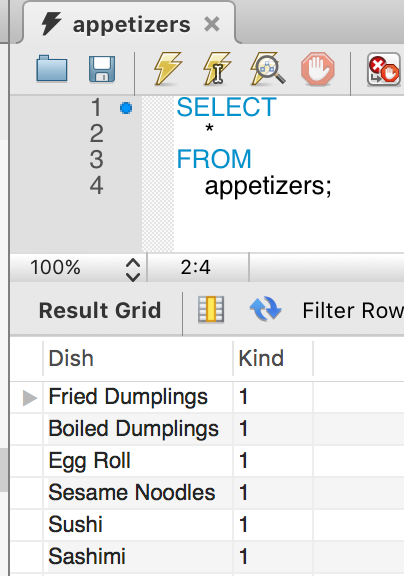 appetizers
1 SELECT
2 *
3 FROM
4 appetizers;
100% 2:4
Result Grid Filter Row
Dish Kind
Fried Dumplings 1
Boiled Dumplings 1
Egg Roll 1
Sesame Noodles 1
Sushi 1
Sashimi 1